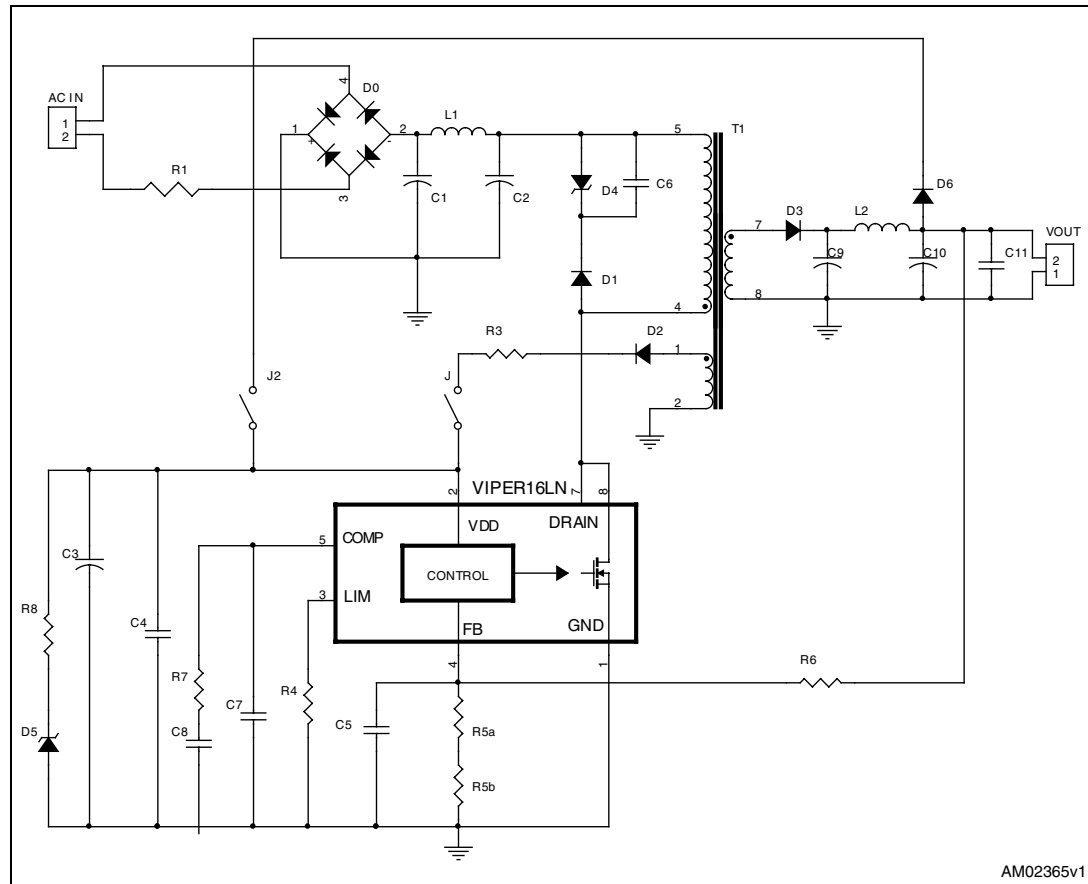 AC IN
1
2
R1
4
D0
1
+
2
-
3
L1
C1
C2
D4
C6
D1
5
T1
4
7
D3
C9
L2
D6
C10
C11
VOUT
2
1
8
R3
D2
1
2
J2
J
VIPER16LN
2
7
8
VDD
DRAIN
5
COMP
CONTROL
3
LIM
FB
GND
4
1
C3
R8
C4
D5
R7
C8
C7
R4
C5
R5a
R5b
R6
AM02365v1